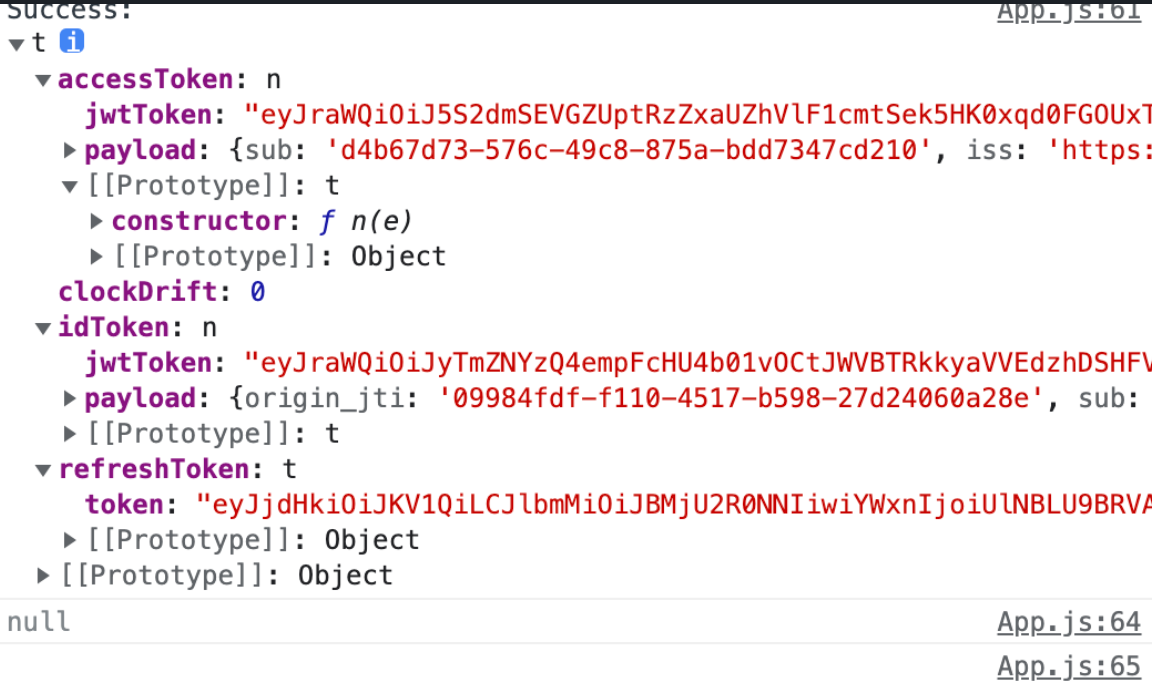 Success: App.js:61
▼ t i
▼ accessToken: n
jwtToken: "eyJraWQiOiJ5S2dmSEVGZUptRzZxaUZhVlF1cmtSek5HK0xqd0FGOUxT
▶ payload: {sub: 'd4b67d73-576c-49c8-875a-bdd7347cd210', iss: 'https:
▼ [[Prototype]]: t
▶ constructor: ƒ n(e)
▶ [[Prototype]]: Object
clockDrift: 0
▼ idToken: n
jwtToken: "eyJraWQiOiJyTmZNYzQ4empFcHU4b01vOCtJWVBTRkkyaVVEdzhDSHFV
▶ payload: {origin_jti: '09984fdf-f110-4517-b598-27d24060a28e', sub:
▶ [[Prototype]]: t
▼ refreshToken: t
token: "eyJjdHkiOiJKV1QiLCJlbmMiOiJBMjU2R0NNIiwiYWxnIjoiUlNBLU9BRVA
▶ [[Prototype]]: Object
▶ [[Prototype]]: Object
null App.js:64
App.js:65